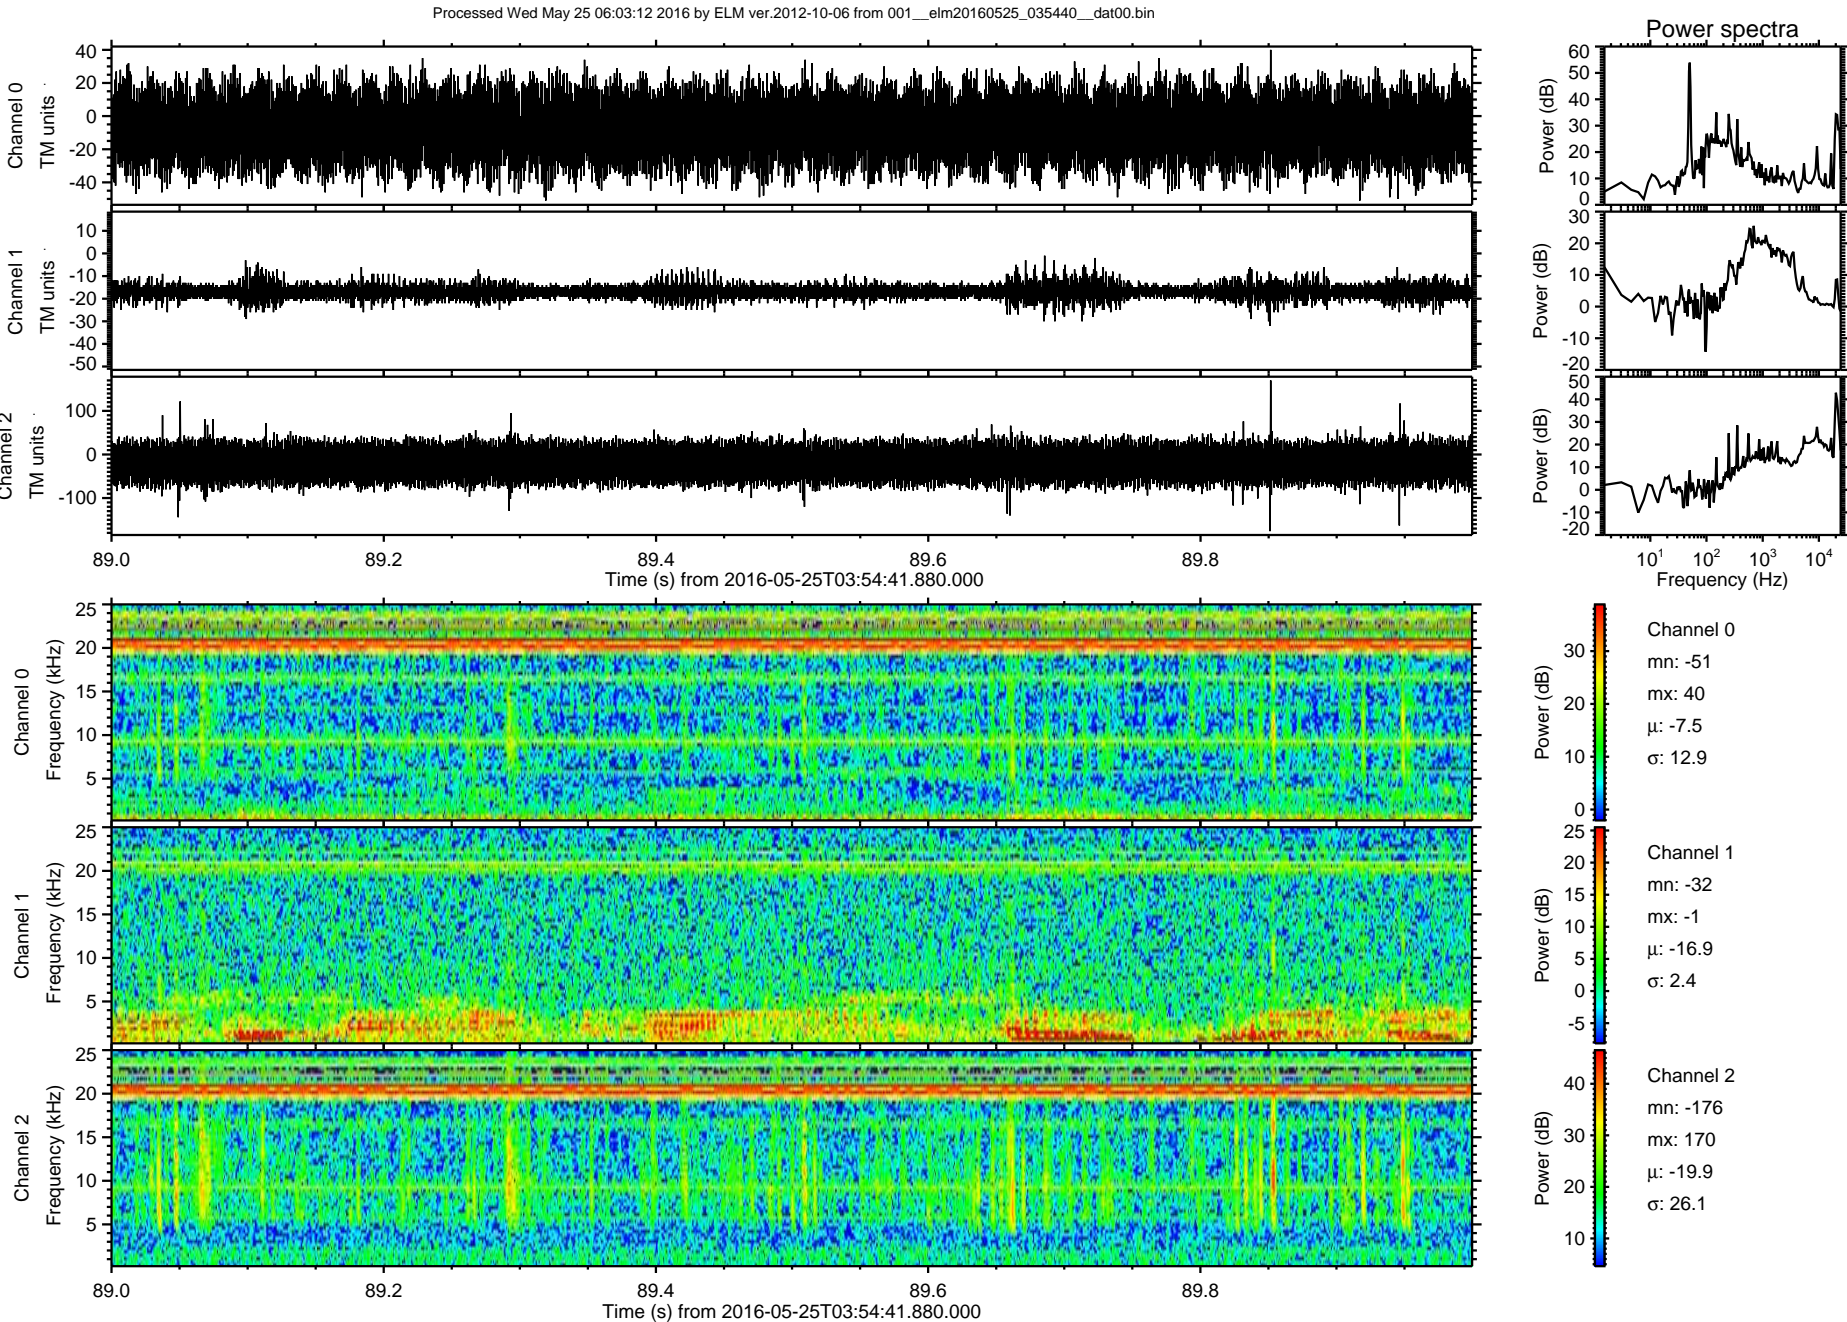 Processed Wed May 25 06:03:12 2016 by ELM ver.2012-10-06 from 001__elm20160525_035440__dat00.bin
Power spectra
Channel 0
TM units
40
20
0
-20
-40
Power (dB)
60
50
40
30
20
10
0
Channel 1
TM units
10
0
-10
-20
-30
-40
-50
Power (dB)
30
20
10
0
-10
-20
Channel 2
TM units
100
0
-100
Power (dB)
50
40
30
20
10
0
-10
-20
89.0 89.2 89.4 89.6 89.8
Time (s) from 2016-05-25T03:54:41.880.000
10^1 10^2 10^3 10^4
Frequency (Hz)
Channel 0
Frequency (kHz)
25
20
15
10
5
Power (dB)
30
20
10
0
Channel 0
mn: -51
mx: 40
μ: -7.5
σ: 12.9
Channel 1
Frequency (kHz)
25
20
15
10
5
Power (dB)
25
20
15
10
5
0
-5
Channel 1
mn: -32
mx: -1
μ: -16.9
σ: 2.4
Channel 2
Frequency (kHz)
25
20
15
10
5
Power (dB)
40
30
20
10
Channel 2
mn: -176
mx: 170
μ: -19.9
σ: 26.1
89.0 89.2 89.4 89.6 89.8
Time (s) from 2016-05-25T03:54:41.880.000